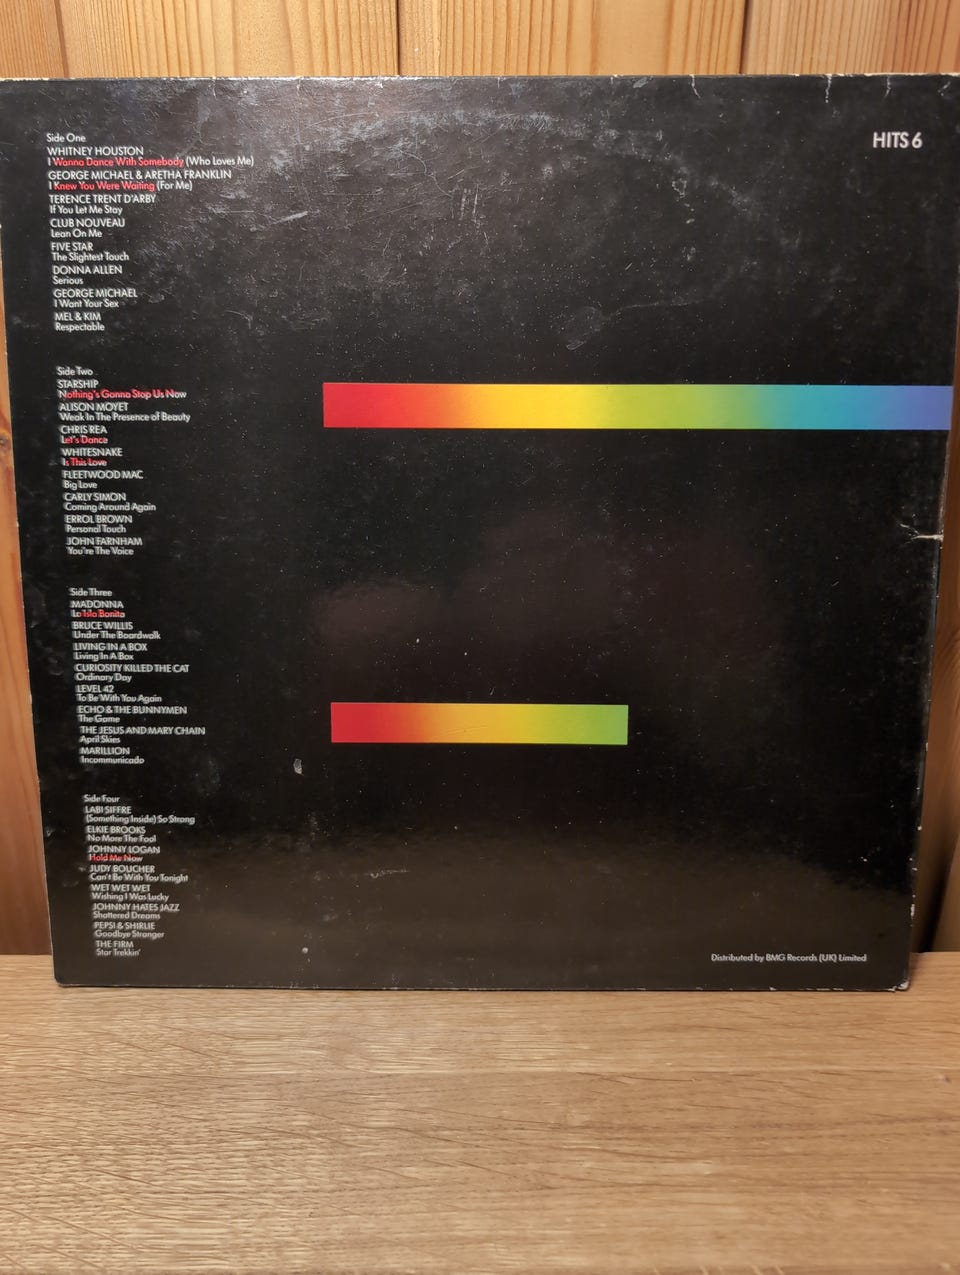 HITS 6
Side One
WHITNEY HOUSTON
I Wanna Dance With Somebody (Who Loves Me)
GEORGE MICHAEL & ARETHA FRANKLIN
I Knew You Were Waiting (For Me)
TERENCE TRENT D'ARBY
If You Let Me Stay
CLUB NOUVEAU
Lean On Me
FIVE STAR
The Slightest Touch
DONNA ALLEN
Serious
GEORGE MICHAEL
I Want Your Sex
MEL & KIM
Respectable
Side Two
STARSHIP
Nothing's Gonna Stop Us Now
ALISON MOYET
Weak In The Presence of Beauty
CHRIS REA
Let's Dance
WHITESNAKE
Is This Love
FLEETWOOD MAC
Big Love
CARLY SIMON
Coming Around Again
ERROL BROWN
Personal Touch
JOHN FARNHAM
You're The Voice
Side Three
MADONNA
La Isla Bonita
BRUCE WILLIS
Under The Boardwalk
LIVING IN A BOX
Living In A Box
CURIOSITY KILLED THE CAT
Ordinary Day
LEVEL 42
To Be With You Again
ECHO & THE BUNNYMEN
The Game
THE JESUS AND MARY CHAIN
April Skies
MARILLION
Incommunicado
Side Four
LABI SIFFRE
(Something Inside) So Strong
ELKIE BROOKS
No More The Fool
JOHNNY LOGAN
Hold Me Now
JUDY BOUCHER
Can't Be With You Tonight
WET WET WET
Wishing I Was Lucky
JOHNNY HATES JAZZ
Shattered Dreams
PEPSI & SHIRLIE
Goodbye Stranger
THE FIRM
Star Trekkin'
Distributed by BMG Records (UK) Limited